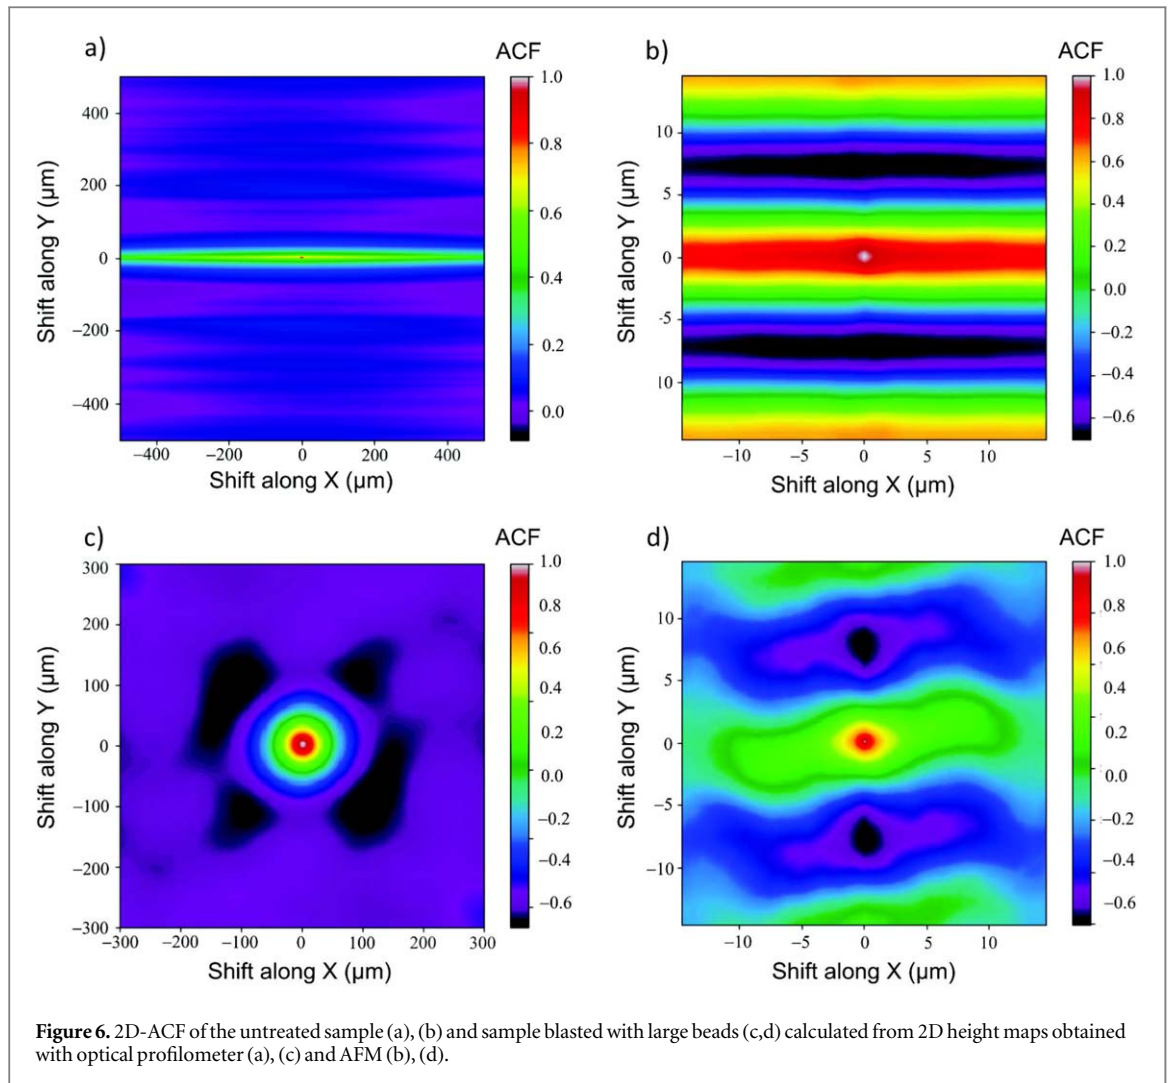 a)
ACF
1.0
0.8
0.6
0.4
0.2
0.0
400
200
0
−200
−400
Shift along Y (µm)
−400 −200 0 200 400
Shift along X (µm)
b)
ACF
1.0
0.8
0.6
0.4
0.2
0.0
−0.2
−0.4
−0.6
10
5
0
-5
10
Shift along Y (µm)
−10 −5 0 5 10
Shift along X (µm)
c)
ACF
1.0
0.8
0.6
0.4
0.2
0.0
−0.2
−0.4
−0.6
300
200
100
0
−100
−200
−300
Shift along Y (µm)
−300 −200 −100 0 100 200 300
Shift along X (µm)
d)
ACF
1.0
0.8
0.6
0.4
0.2
0.0
−0.2
−0.4
−0.6
10
5
0
−5
−10
Shift along Y (µm)
−10 −5 0 5 10
Shift along X (µm)
Figure 6. 2D-ACF of the untreated sample (a), (b) and sample blasted with large beads (c,d) calculated from 2D height maps obtained
with optical profilometer (a), (c) and AFM (b), (d).